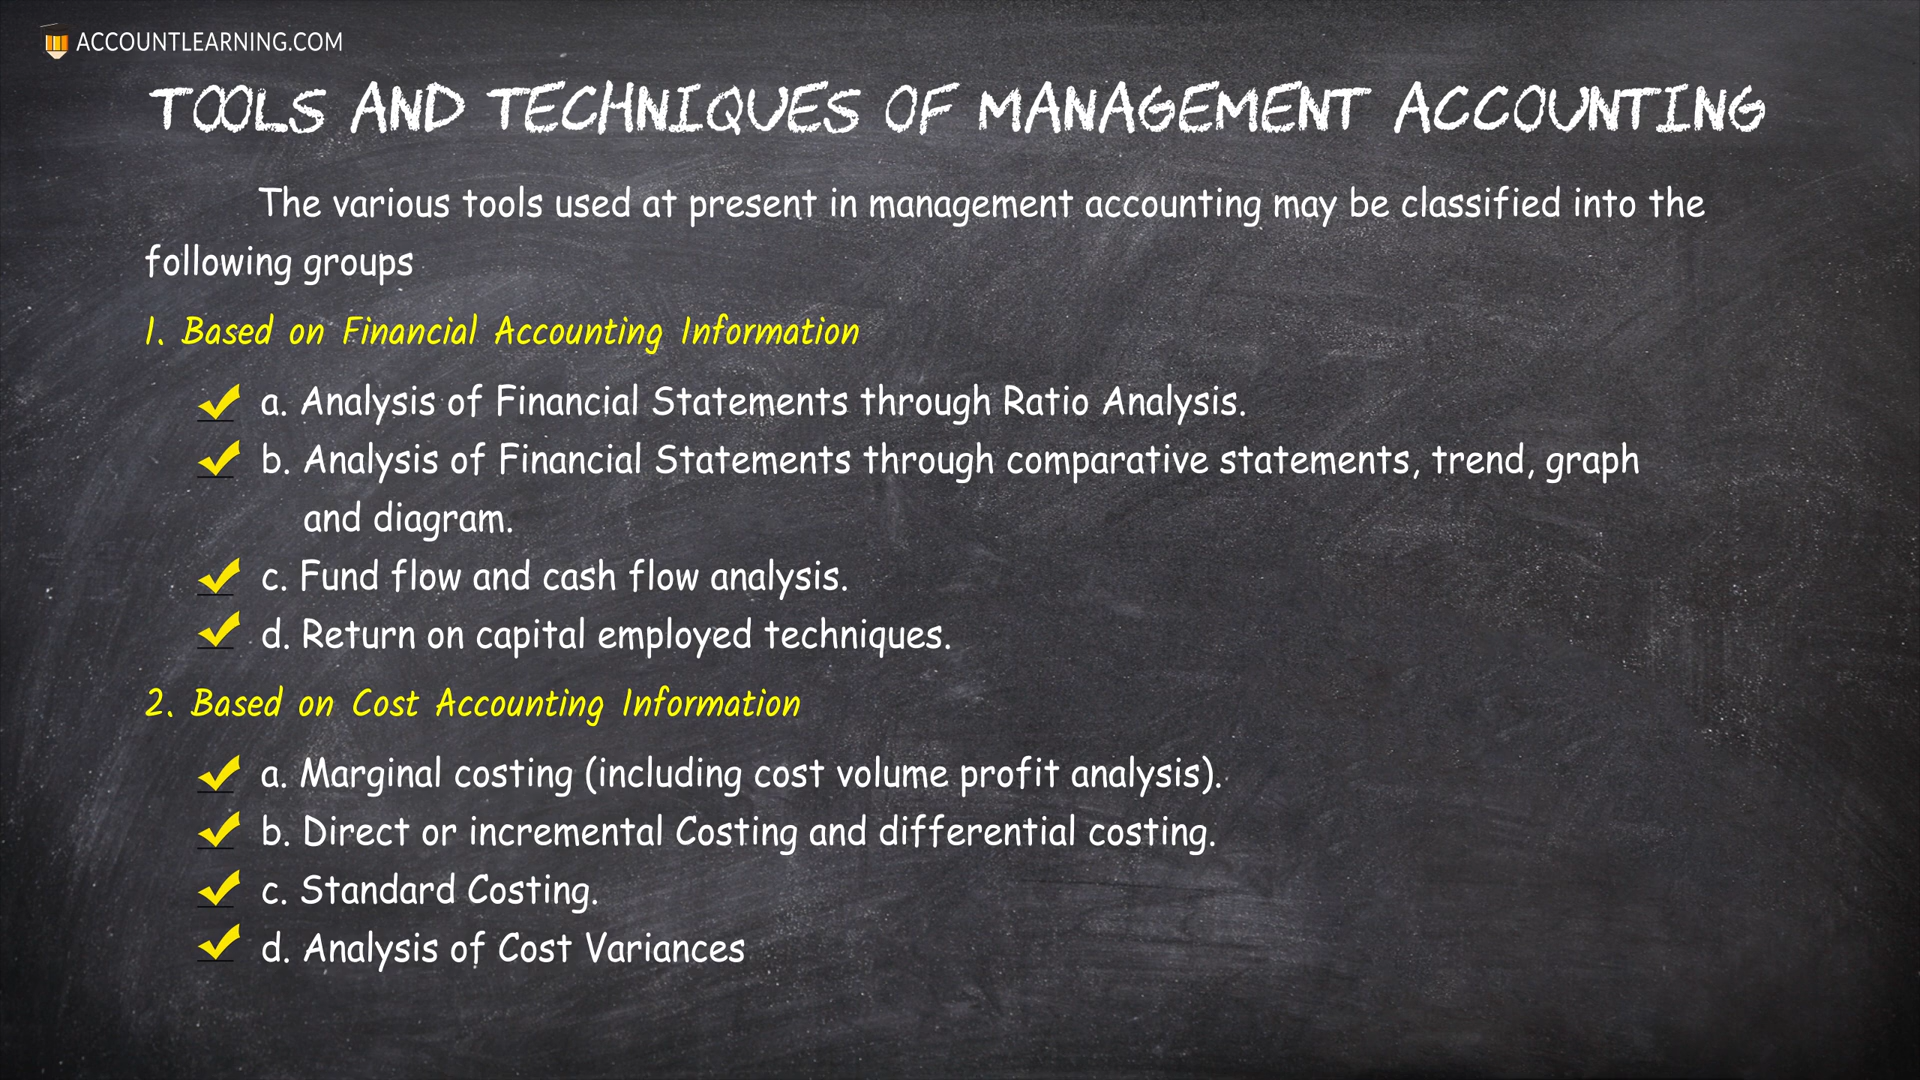 ACCOUNTLEARNING.COM
TOOLS AND TECHNIQUES OF MANAGEMENT ACCOUNTING
The various tools used at present in management accounting may be classified into the
following groups
1. Based on Financial Accounting Information
a. Analysis of Financial Statements through Ratio Analysis.
b. Analysis of Financial Statements through comparative statements, trend, graph
and diagram.
c. Fund flow and cash flow analysis.
d. Return on capital employed techniques.
2. Based on Cost Accounting Information
a. Marginal costing (including cost volume profit analysis).
b. Direct or incremental Costing and differential costing.
c. Standard Costing.
d. Analysis of Cost Variances